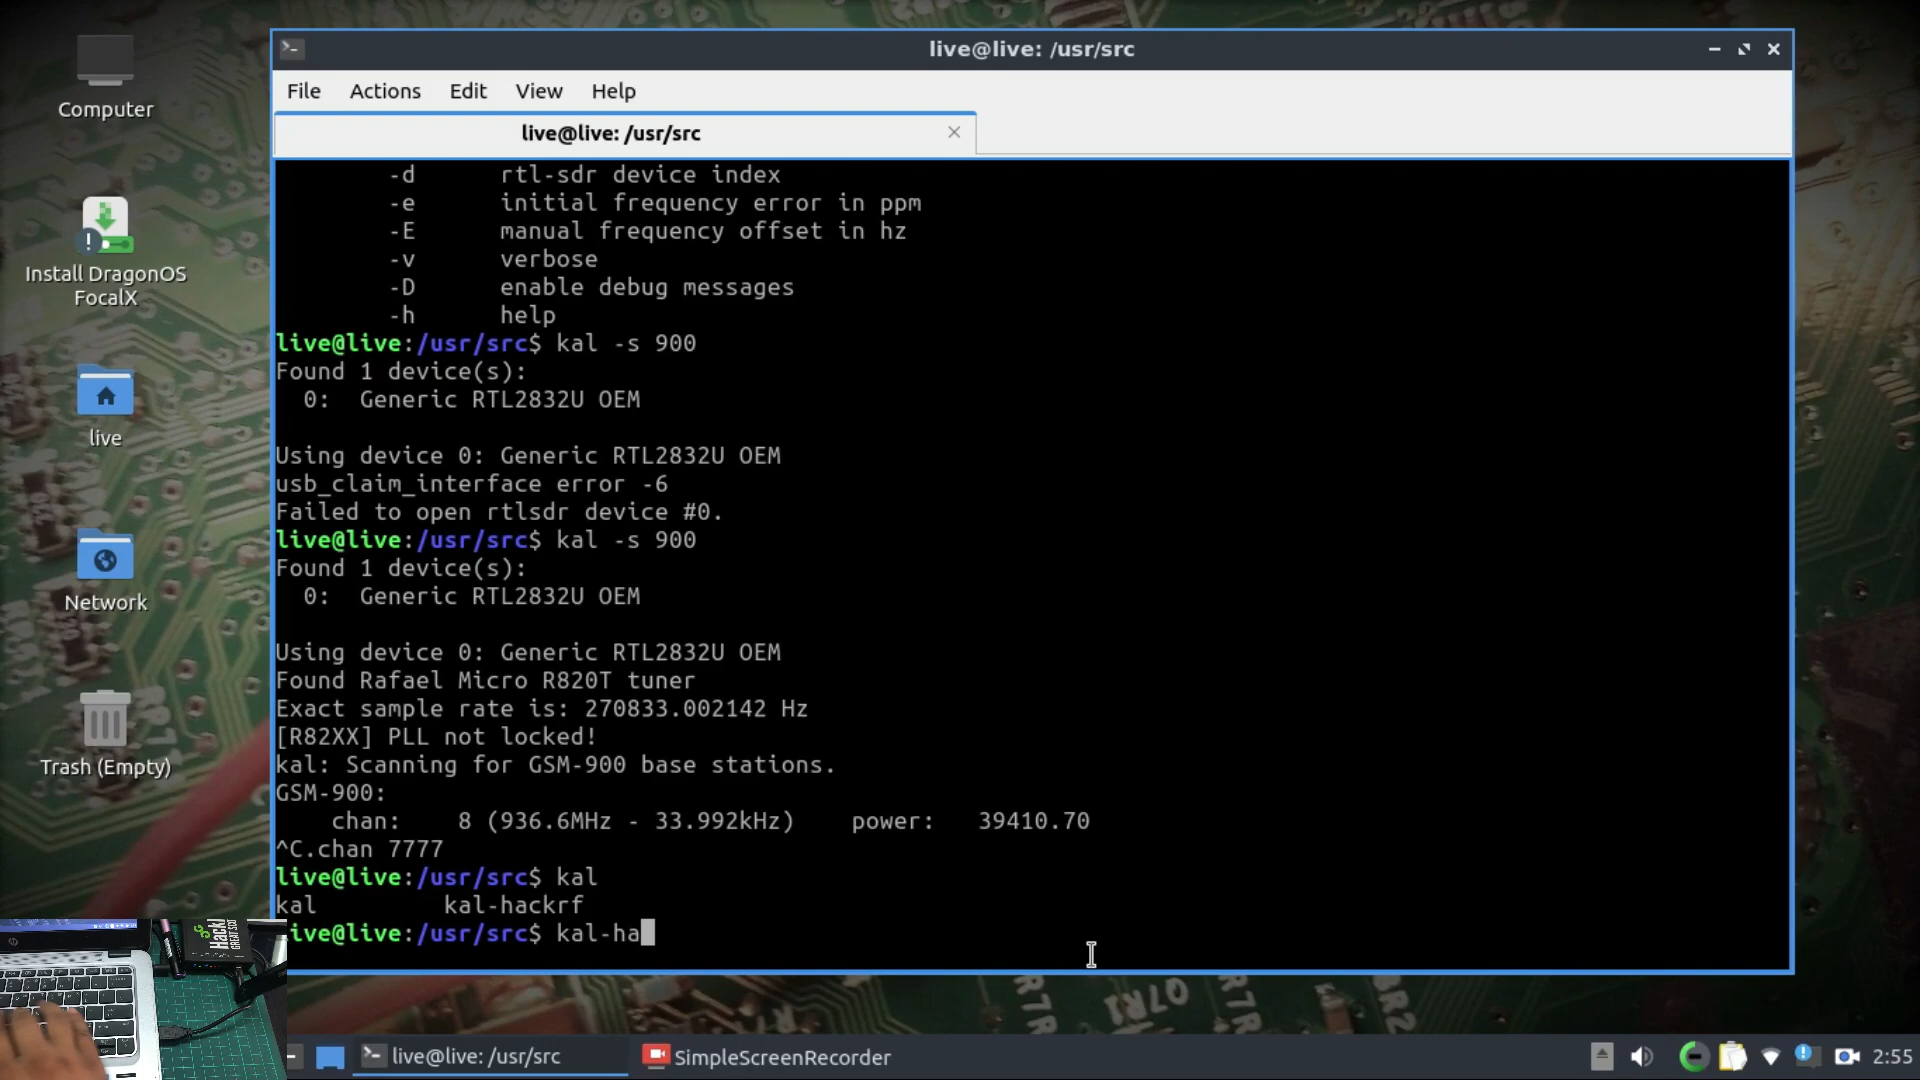 live@live: /usr/src
File Actions Edit View Help
live@live: /usr/src
-d rtl-sdr device index
-e initial frequency error in ppm
-E manual frequency offset in hz
-v verbose
-D enable debug messages
-h help
live@live:/usr/src$ kal -s 900
Found 1 device(s):
0: Generic RTL2832U OEM
Using device 0: Generic RTL2832U OEM
usb_claim_interface error -6
Failed to open rtlsdr device #0.
live@live:/usr/src$ kal -s 900
Found 1 device(s):
0: Generic RTL2832U OEM
Using device 0: Generic RTL2832U OEM
Found Rafael Micro R820T tuner
Exact sample rate is: 270833.002142 Hz
[R82XX] PLL not locked!
kal: Scanning for GSM-900 base stations.
GSM-900:
chan: 8 (936.6MHz - 33.992kHz) power: 39410.70
^C.chan 7777
live@live:/usr/src$ kal
kal kal-hackrf
ive@live:/usr/src$ kal-ha
Computer
Install DragonOS
FocalX
live
Network
Trash (Empty)
live@live: /usr/src
SimpleScreenRecorder
2:55